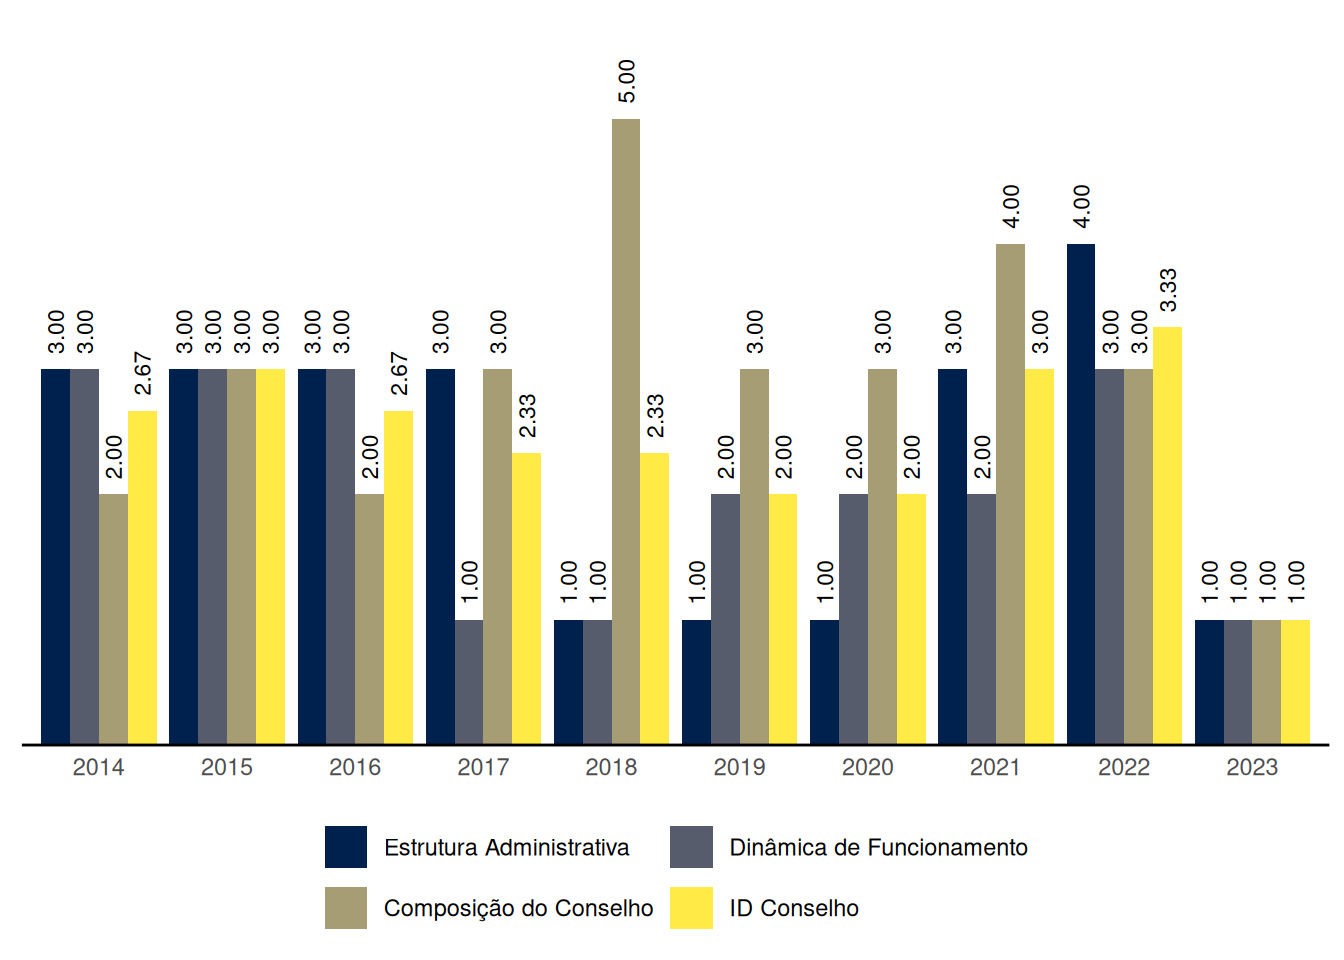 3.00 3.00 2.00 2.67 3.00 3.00 3.00 3.00 3.00 3.00 2.00 2.67 3.00 1.00 3.00 2.33 1.00 1.00 5.00 2.33 1.00 2.00 3.00 2.00 1.00 2.00 3.00 2.00 3.00 2.00 4.00 3.00 4.00 3.00 3.00 3.33 1.00 1.00 1.00 1.00
2014 2015 2016 2017 2018 2019 2020 2021 2022 2023
Estrutura Administrativa Dinâmica de Funcionamento
Composição do Conselho ID Conselho